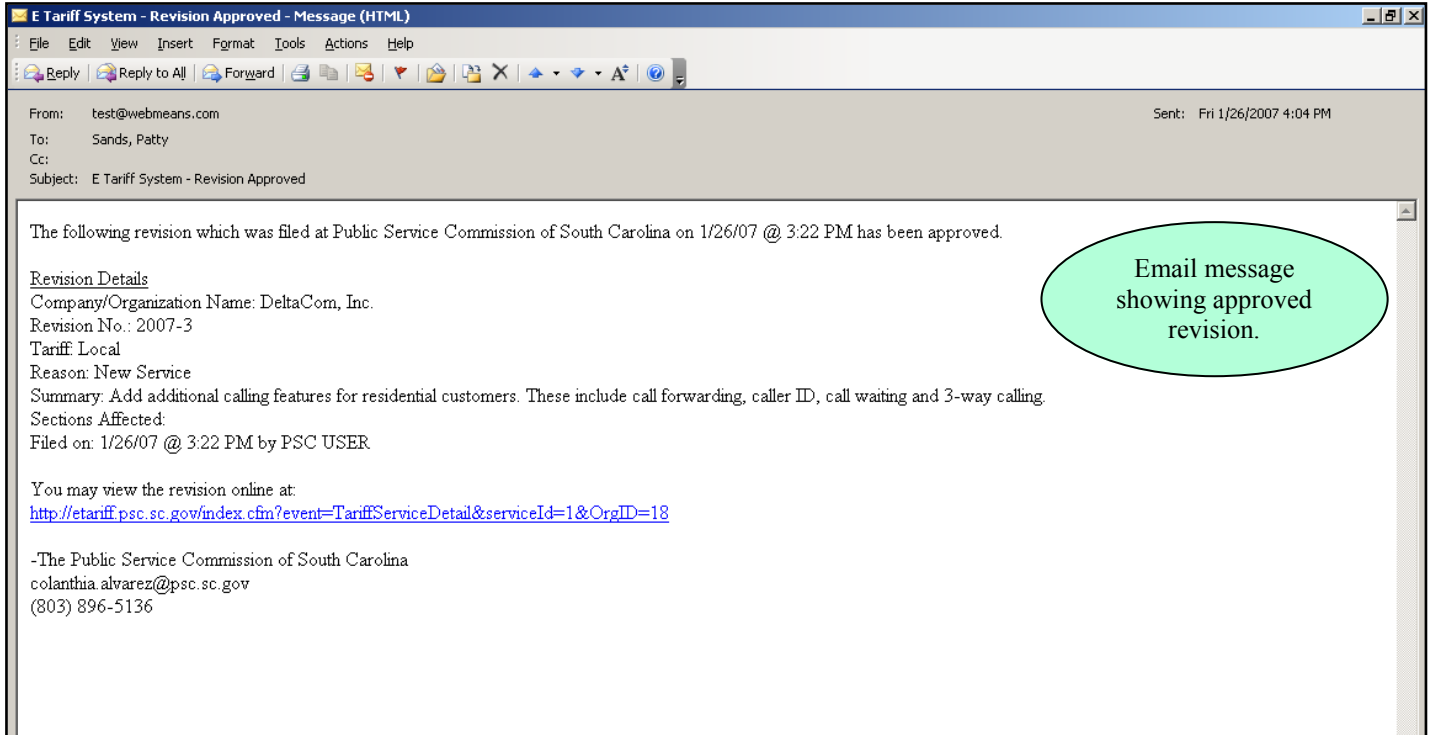 E Tariff System - Revision Approved - Message (HTML)
File Edit View Insert Format Tools Actions Help
Reply Reply to All Forward
From: test@webmeans.com Sent: Fri 1/26/2007 4:04 PM
To: Sands, Patty
Cc:
Subject: E Tariff System - Revision Approved
The following revision which was filed at Public Service Commission of South Carolina on 1/26/07 @ 3:22 PM has been approved.
Email message
showing approved
revision.
Revision Details
Company/Organization Name: DeltaCom, Inc.
Revision No.: 2007-3
Tariff: Local
Reason: New Service
Summary: Add additional calling features for residential customers. These include call forwarding, caller ID, call waiting and 3-way calling.
Sections Affected:
Filed on: 1/26/07 @ 3:22 PM by PSC USER
You may view the revision online at:
http://etariff.psc.sc.gov/index.cfm?event=TariffServiceDetail&serviceId=1&OrgID=18
-The Public Service Commission of South Carolina
colanthia.alvarez@psc.sc.gov
(803) 896-5136